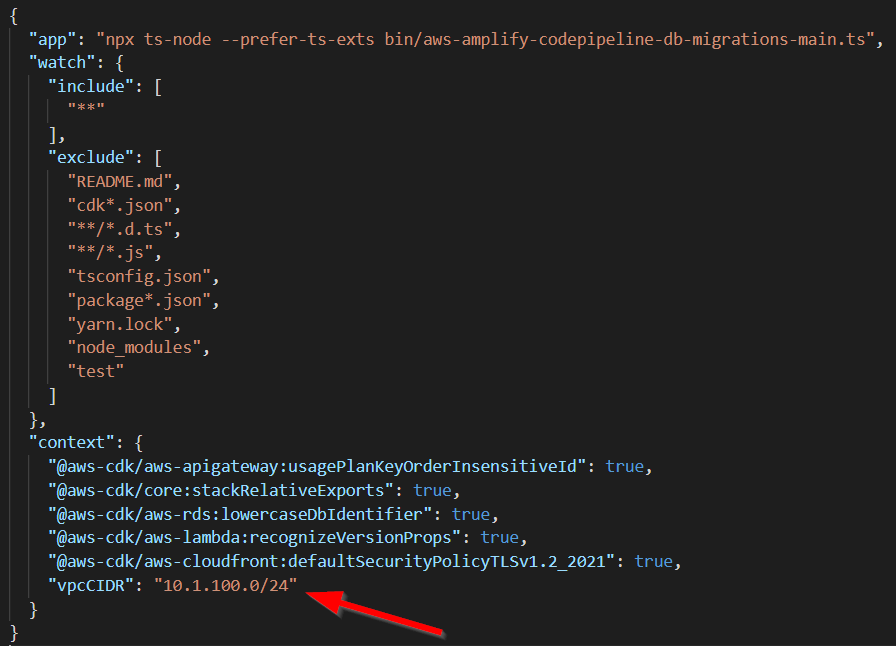 {
"app": "npx ts-node --prefer-ts-exts bin/aws-amplify-codepipeline-db-migrations-main.ts",
"watch": {
"include": [
"**"
],
"exclude": [
"README.md",
"cdk*.json",
"**/*.d.ts",
"**/*.js",
"tsconfig.json",
"package*.json",
"yarn.lock",
"node_modules",
"test"
]
},
"context": {
"@aws-cdk/aws-apigateway:usagePlanKeyOrderInsensitiveId": true,
"@aws-cdk/core:stackRelativeExports": true,
"@aws-cdk/aws-rds:lowercaseDbIdentifier": true,
"@aws-cdk/aws-lambda:recognizeVersionProps": true,
"@aws-cdk/aws-cloudfront:defaultSecurityPolicyTLSv1.2_2021": true,
"vpcCIDR": "10.1.100.0/24"
}
}